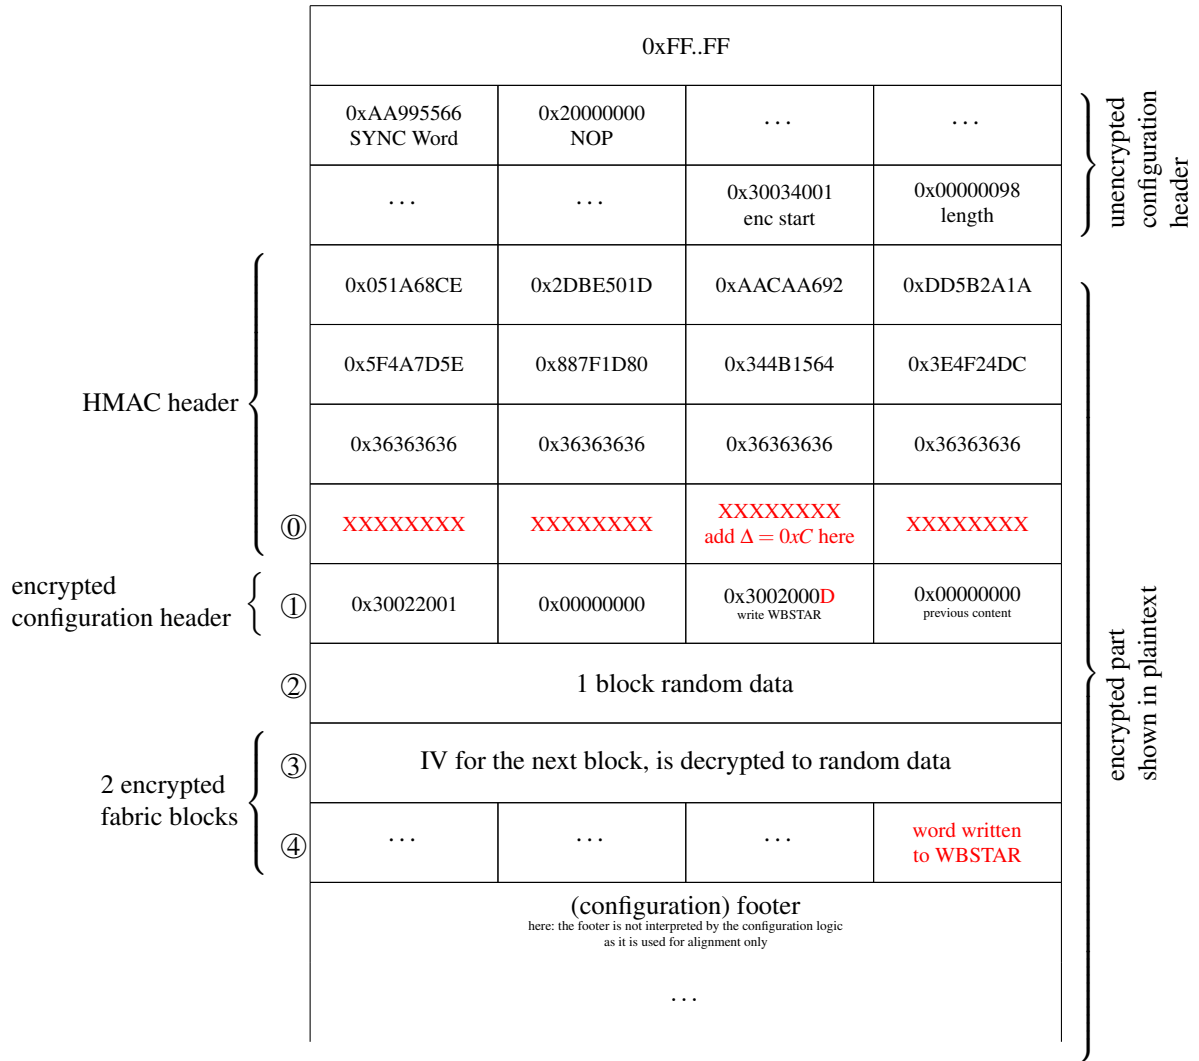 0xFF..FF
0xAA995566
SYNC Word
0x20000000
NOP
. . .
. . .
. . .
. . .
0x30034001
enc start
0x00000098
length
unencrypted
configuration
header
HMAC header
0x051A68CE
0x2DBE501D
0xAACAA692
0xDD5B2A1A
0x5F4A7D5E
0x887F1D80
0x344B1564
0x3E4F24DC
0x36363636
0x36363636
0x36363636
0x36363636
⓪
XXXXXXXX
XXXXXXXX
XXXXXXXX
add Δ = 0xC here
XXXXXXXX
encrypted
configuration header
①
0x30022001
0x00000000
0x3002000D
write WBSTAR
0x00000000
previous content
②
1 block random data
2 encrypted
fabric blocks
③
IV for the next block, is decrypted to random data
④
. . .
. . .
. . .
word written
to WBSTAR
encrypted part
shown in plaintext
(configuration) footer
here: the footer is not interpreted by the configuration logic
as it is used for alignment only
. . .